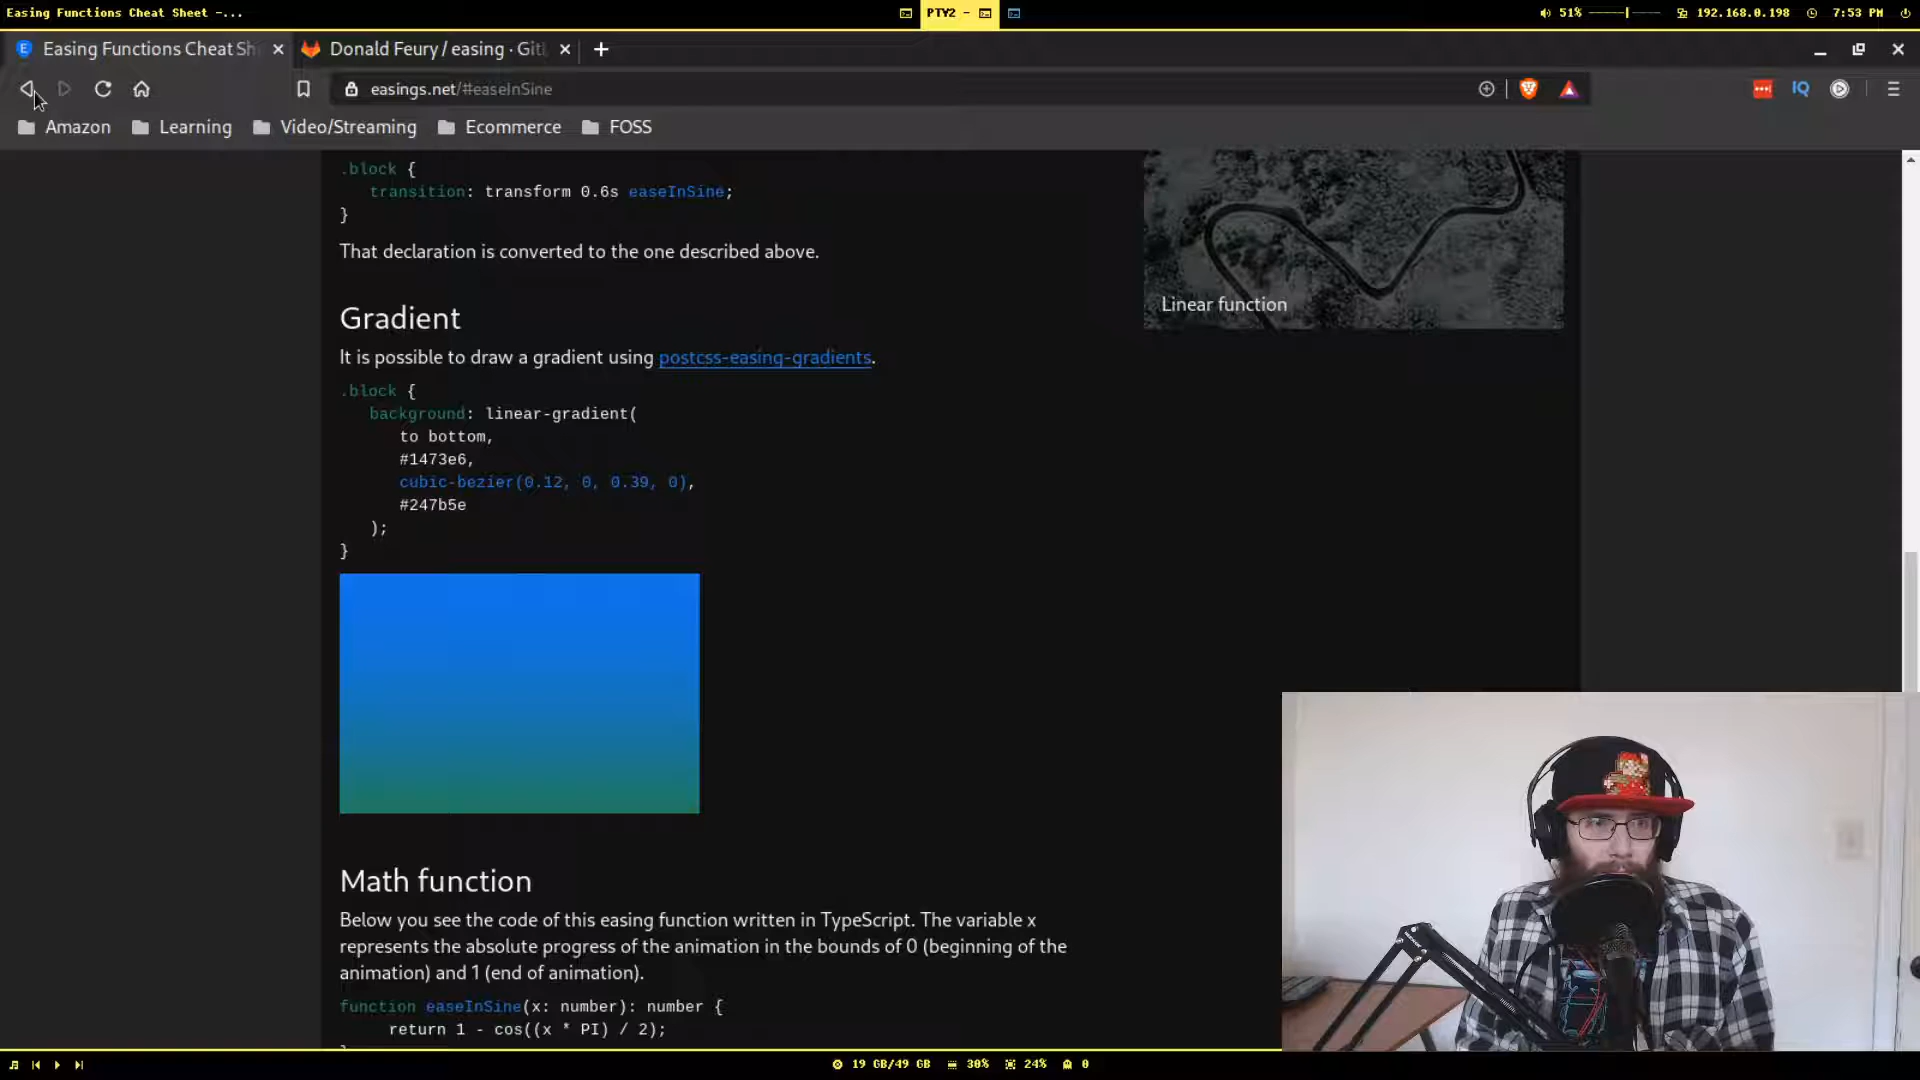 Easing Functions Cheat Sheet -...
PTY2 -
51%
192.168.0.198
7:53 PM
Easing Functions Cheat Sh
Donald Feury / easing · Gitl
easings.net/#easeInSine
IQ
Amazon
Learning
Video/Streaming
Ecommerce
FOSS
.block {
transition: transform 0.6s easeInSine;
}
That declaration is converted to the one described above.
Linear function
Gradient
It is possible to draw a gradient using postcss-easing-gradients.
.block {
background: linear-gradient(
to bottom,
#1473e6,
cubic-bezier(0.12, 0, 0.39, 0),
#247b5e
);
}
Math function
Below you see the code of this easing function written in TypeScript. The variable x
represents the absolute progress of the animation in the bounds of 0 (beginning of the
animation) and 1 (end of animation).
function easeInSine(x: number): number {
return 1 - cos((x * PI) / 2);
19 GB/49 GB
30%
24%
0